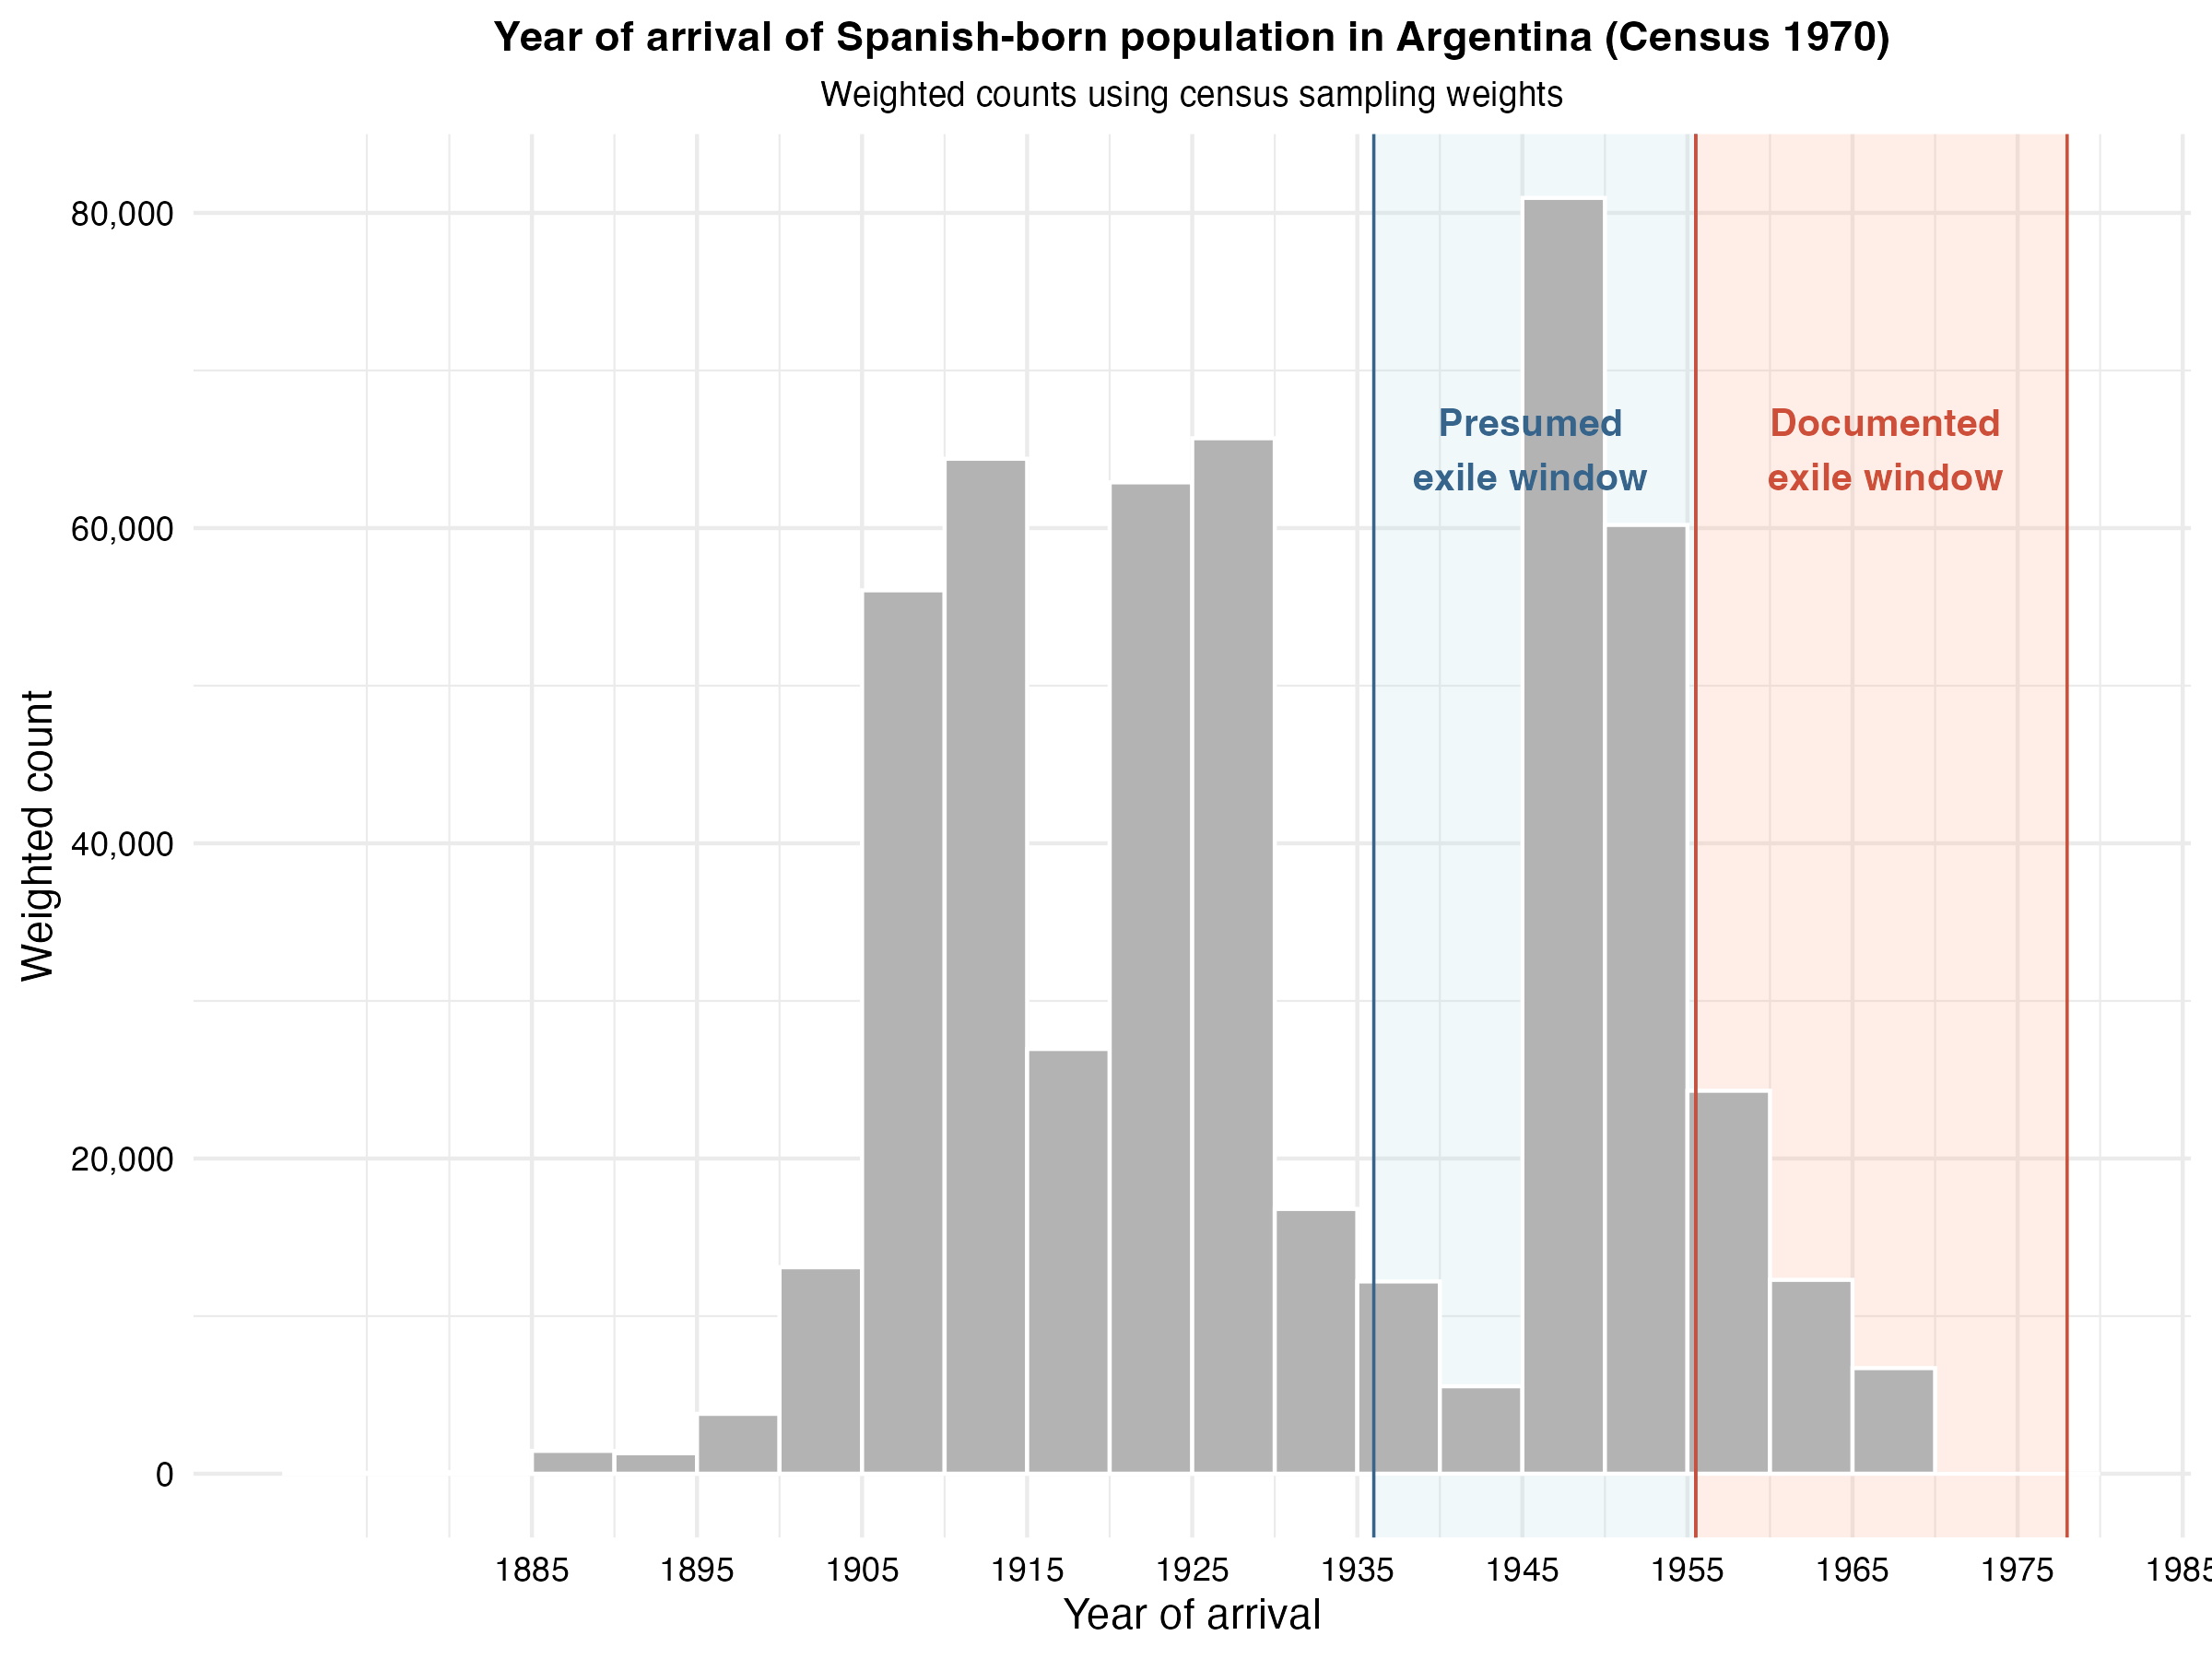 Year of arrival of Spanish-born population in Argentina (Census 1970)
Weighted counts using census sampling weights
80,000
60,000
40,000
20,000
0
Weighted count
Presumed
exile window
Documented
exile window
1885
1895
1905
1915
1925
1935
1945
1955
1965
1975
1985
Year of arrival